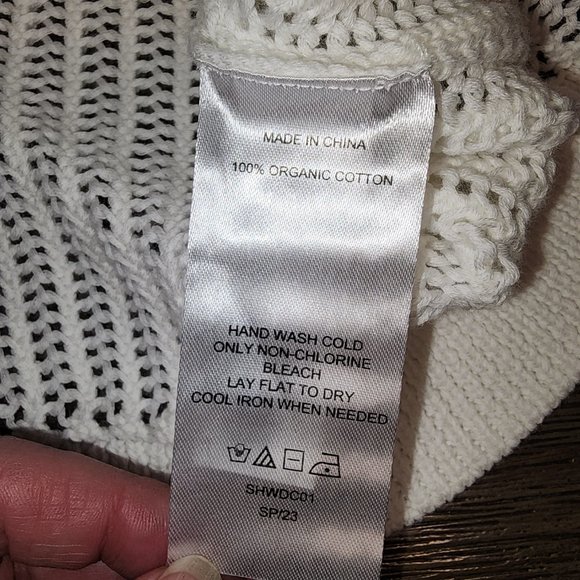 MADE IN CHINA
100% ORGANIC COTTON
HAND WASH COLD
ONLY NON-CHLORINE
BLEACH
LAY FLAT TO DRY
COOL IRON WHEN NEEDED
SHWDC01
SP/23